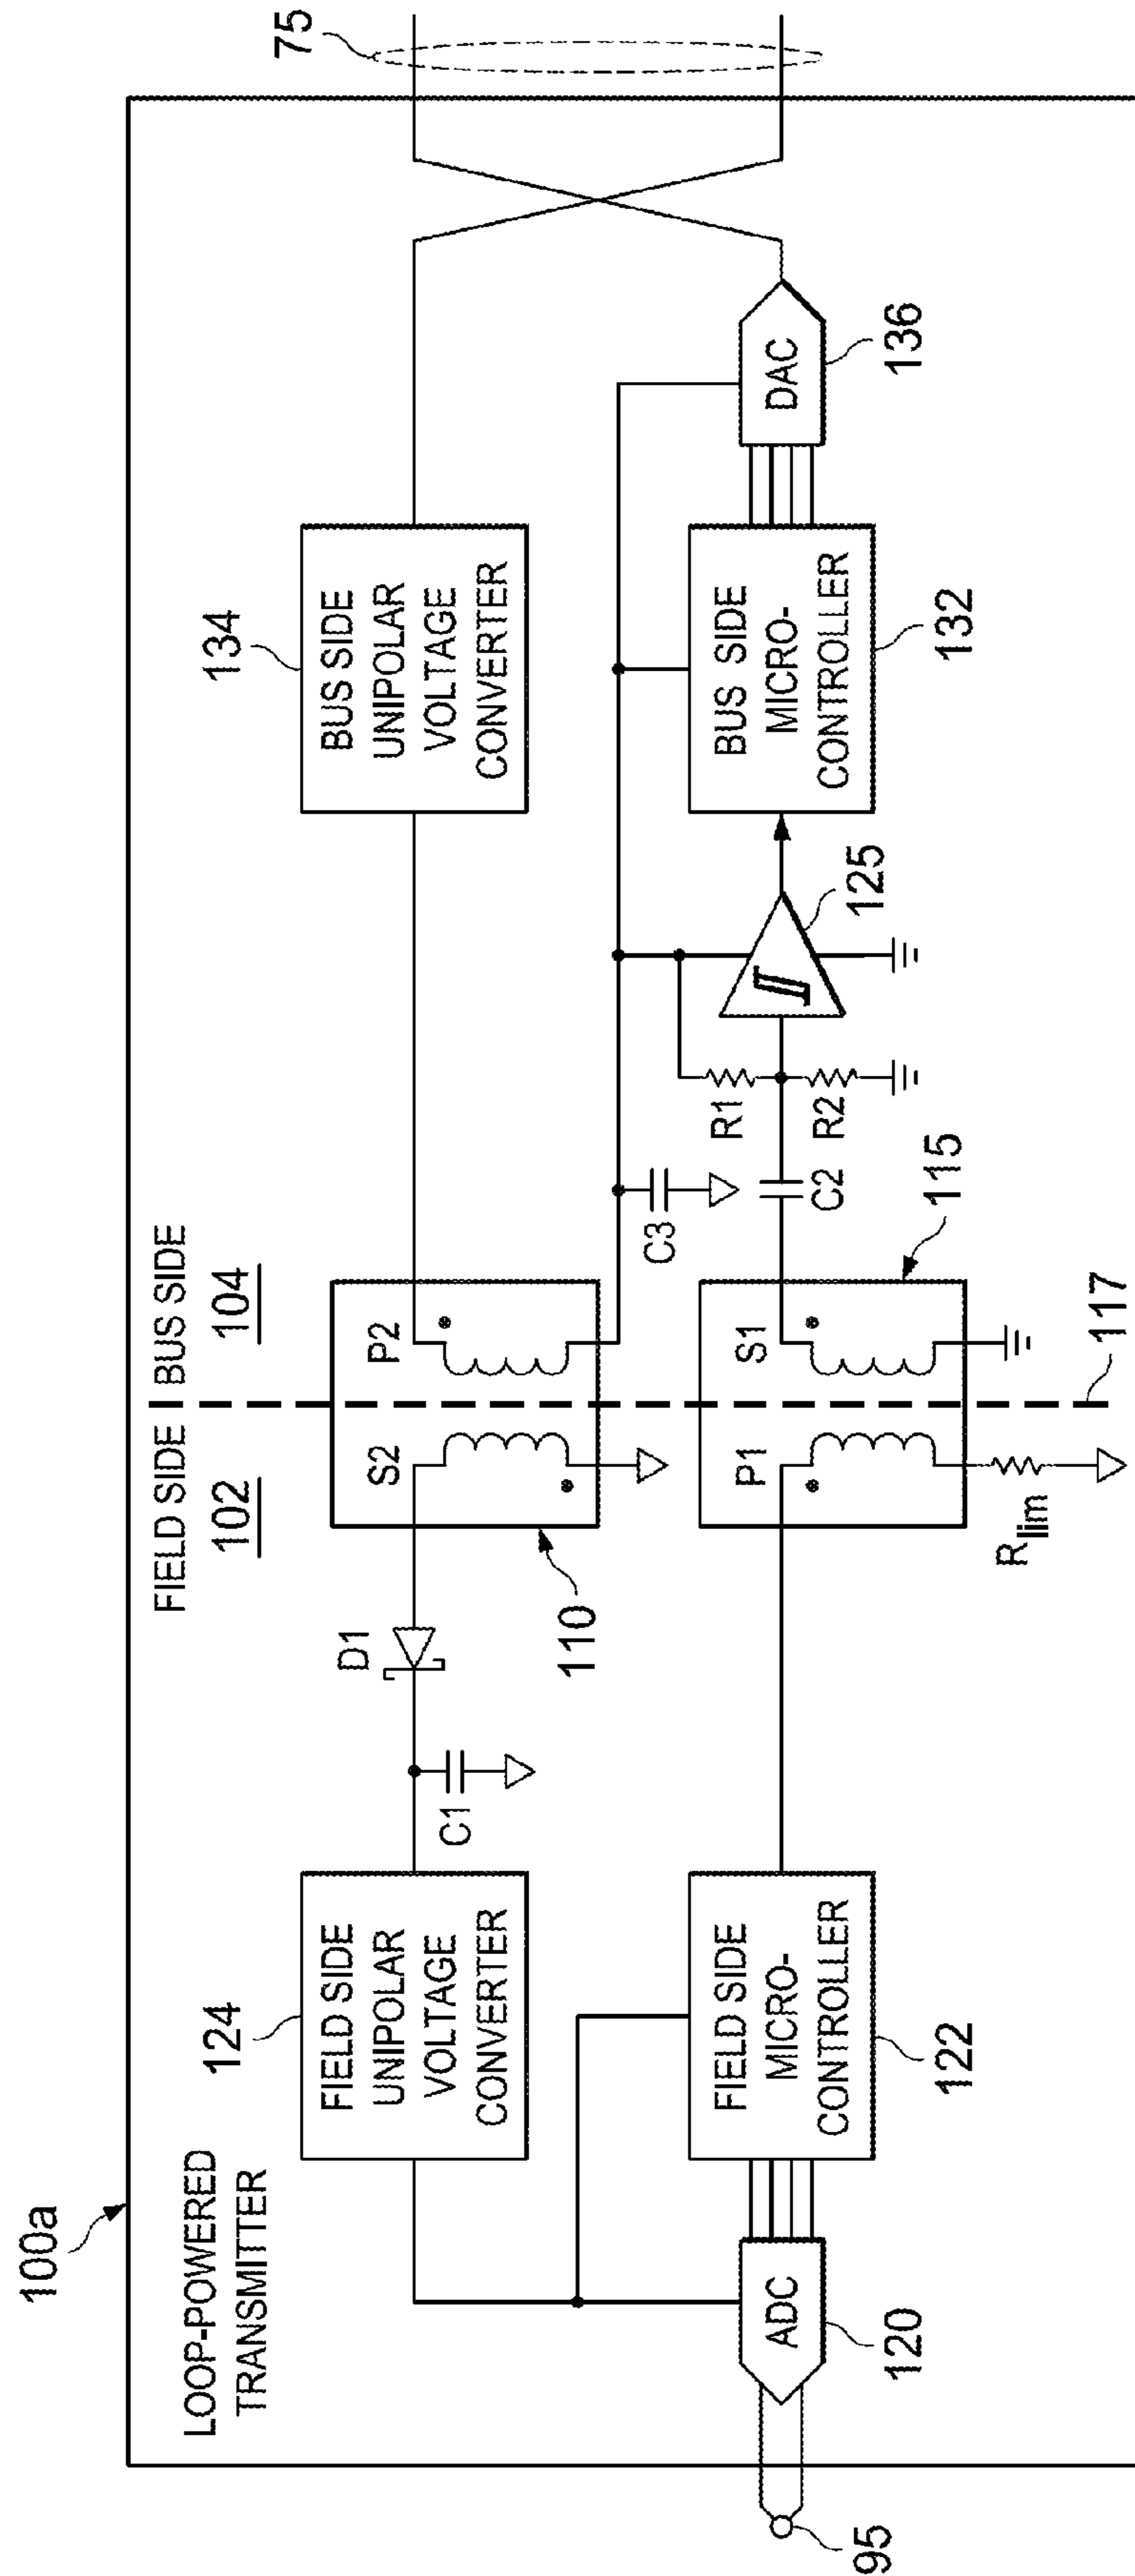 100a
LOOP-POWERED
TRANSMITTER
FIELD SIDE
102
BUS SIDE
104
75
124
FIELD SIDE
UNIPOLAR
VOLTAGE
CONVERTER
C1
D1
110
S2
P2
134
BUS SIDE
UNIPOLAR
VOLTAGE
CONVERTER
95
ADC
120
FIELD SIDE
MICRO-
CONTROLLER
122
Rlim
P1
S1
117
115
C3
C2
R1
R2
125
BUS SIDE
MICRO-
CONTROLLER
132
DAC
136